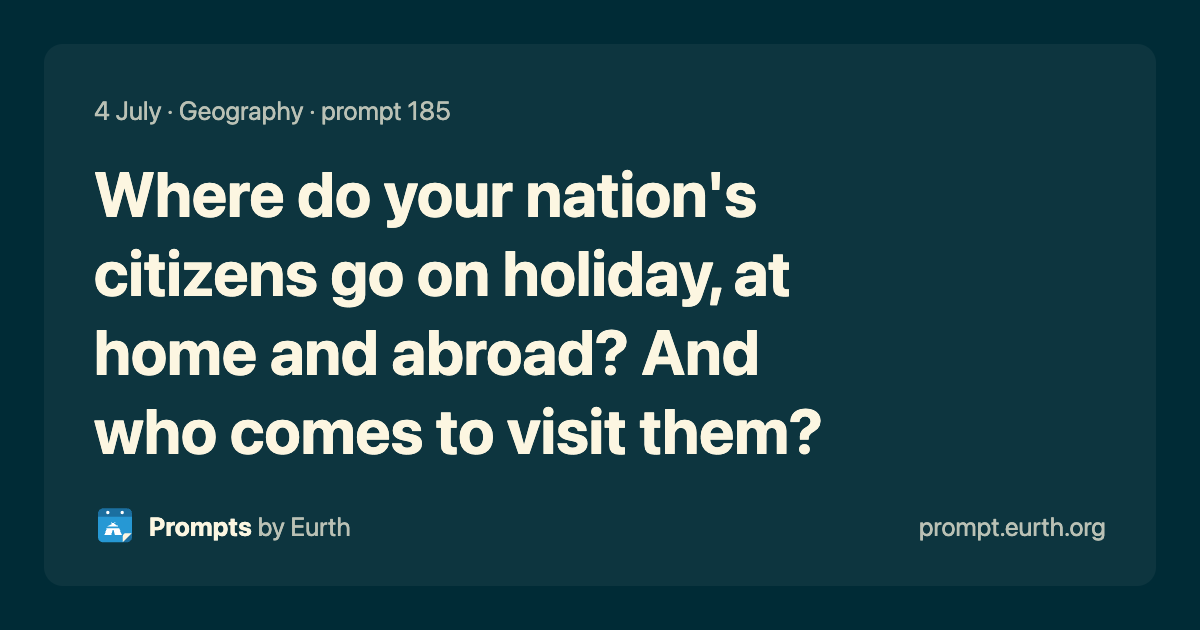 4 July · Geography · prompt 185
Where do your nation's
citizens go on holiday, at
home and abroad? And
who comes to visit them?
Prompts by Eurth
prompt.eurth.org